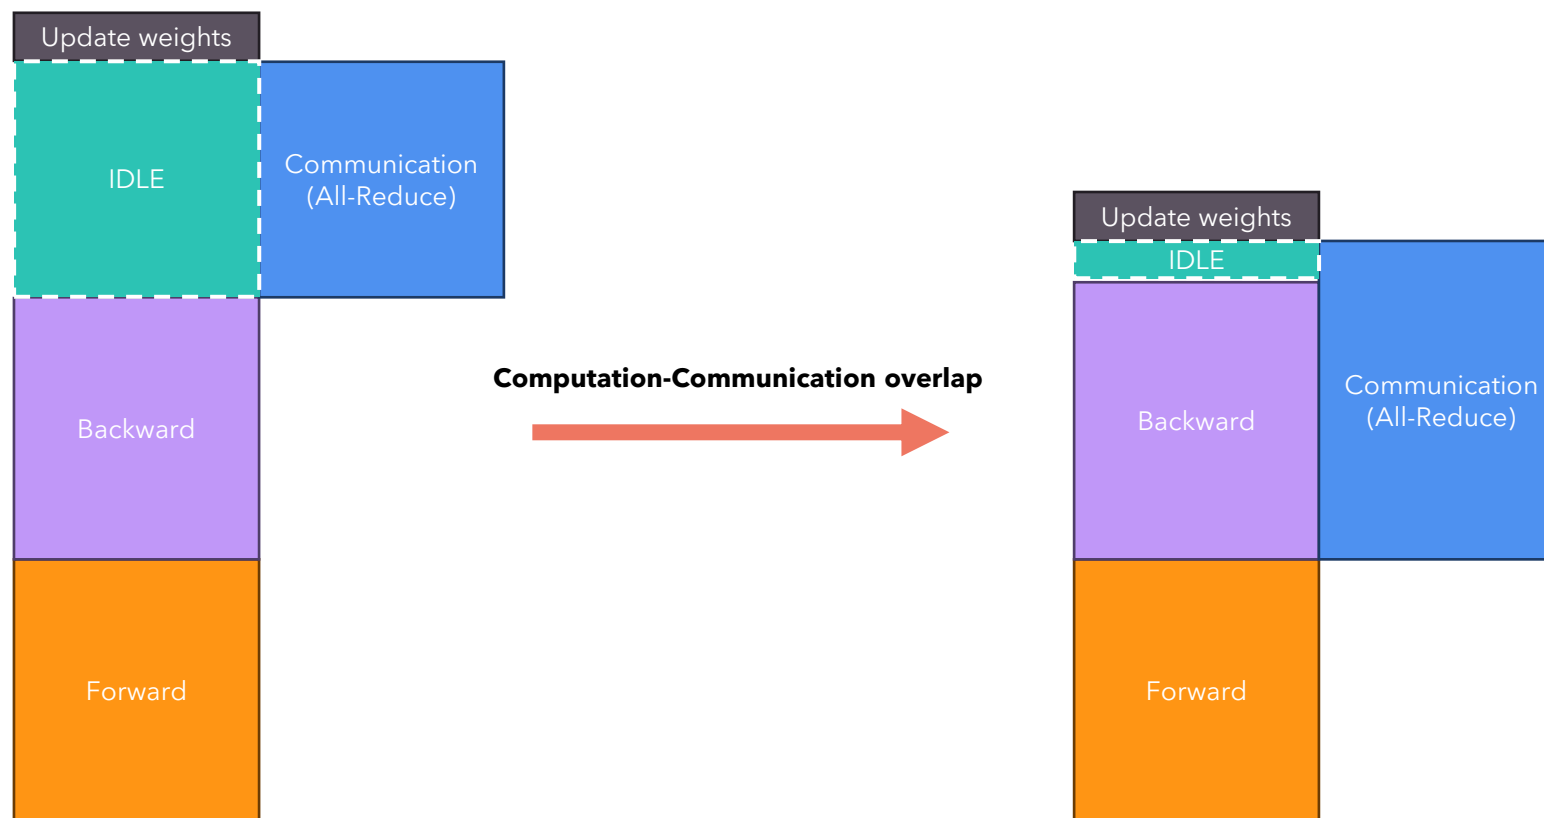 Update weights
IDLE
Communication
(All-Reduce)
Backward
Forward
Computation-Communication overlap
Update weights
IDLE
Backward
Communication
(All-Reduce)
Forward